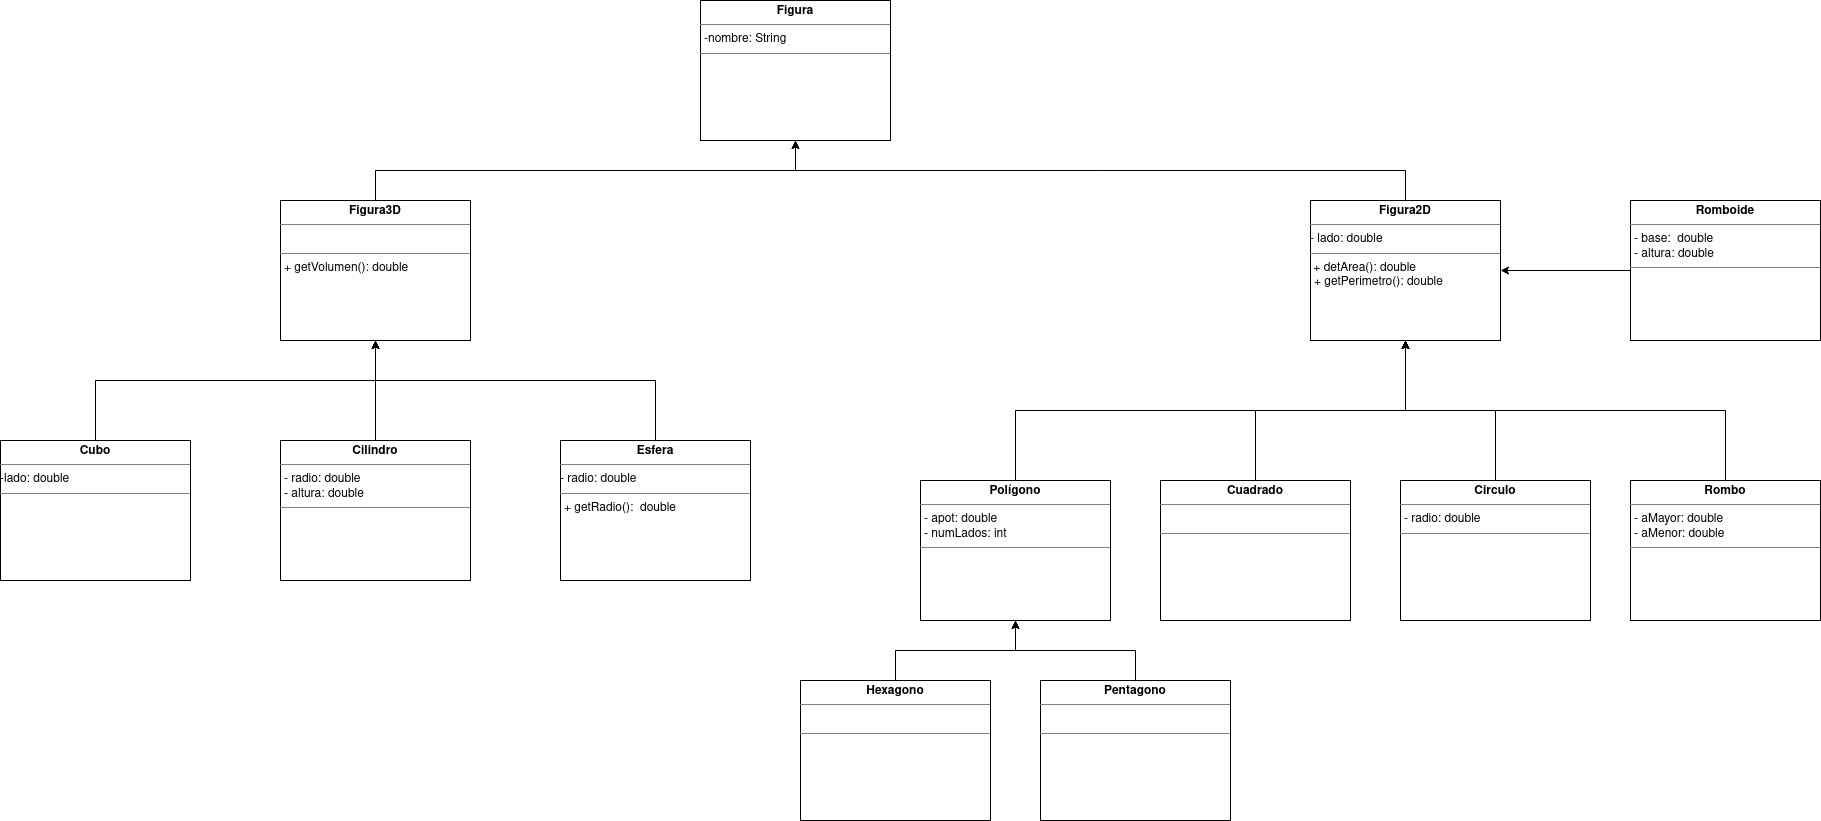 Figura
-nombre: String
Figura3D
+ getVolumen(): double
Figura2D
- lado: double
+ detArea(): double
+ getPerimetro(): double
Romboide
- base:  double
- altura: double
Cubo
-lado: double
Cilindro
- radio: double
- altura: double
Esfera
- radio: double
+ getRadio():  double
Polígono
- apot: double
- numLados: int
Cuadrado
Circulo
- radio: double
Rombo
- aMayor: double
- aMenor: double
Hexagono
Pentagono